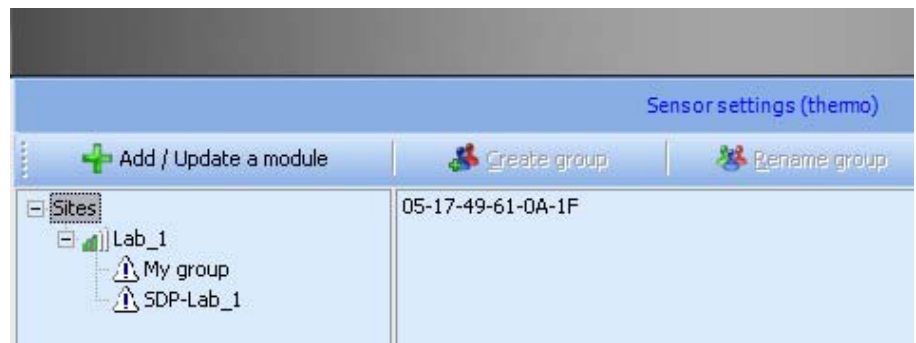 Sensor settings (thermo)
Add / Update a module
Create group
Rename group
Sites
05-17-49-61-0A-1F
Lab_1
My group
SDP-Lab_1